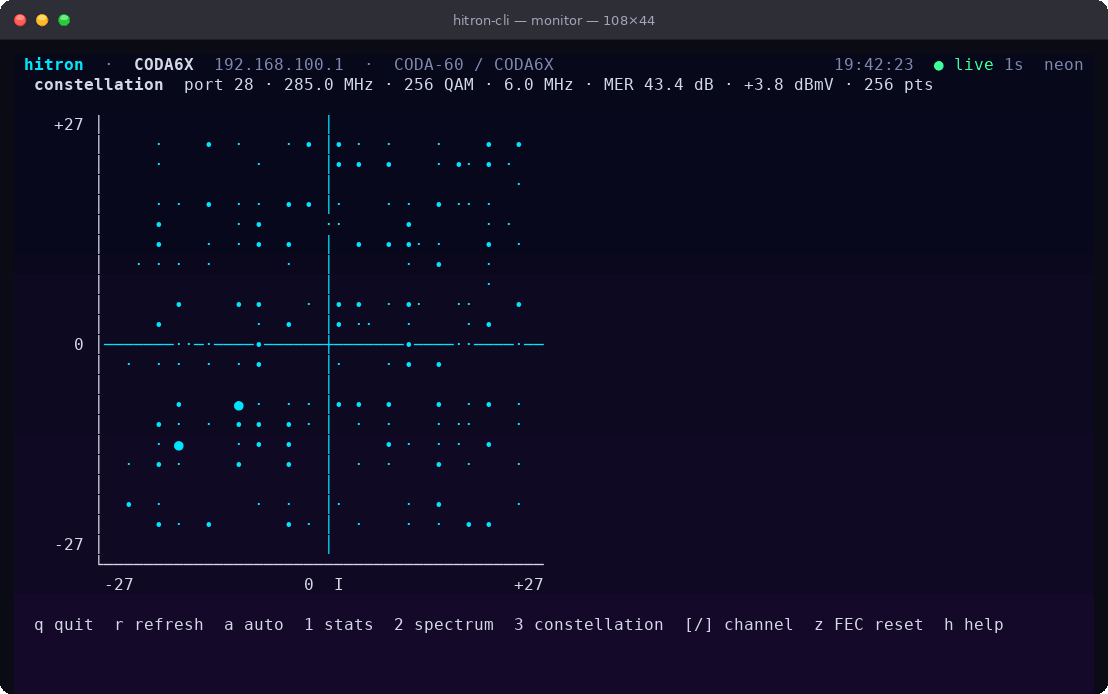 hitron-cli — monitor — 108×44
hitron · CODA6X 192.168.100.1 · CODA-60 / CODA6X 19:42:23 ● live 1s neon
constellation port 28 · 285.0 MHz · 256 QAM · 6.0 MHz · MER 43.4 dB · +3.8 dBmV · 256 pts
+27
0
-27
-27 0 I +27
q quit r refresh a auto 1 stats 2 spectrum 3 constellation [/] channel z FEC reset h help